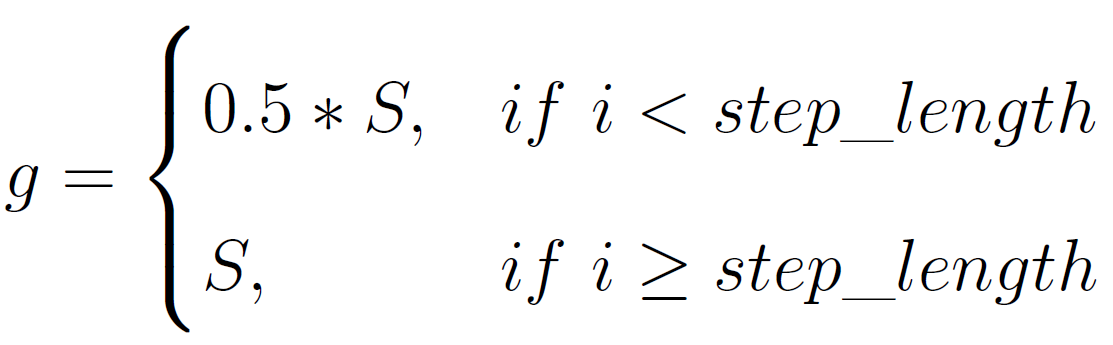 0.5 * S, if i < step_length
g =
S, if i ≥ step_length